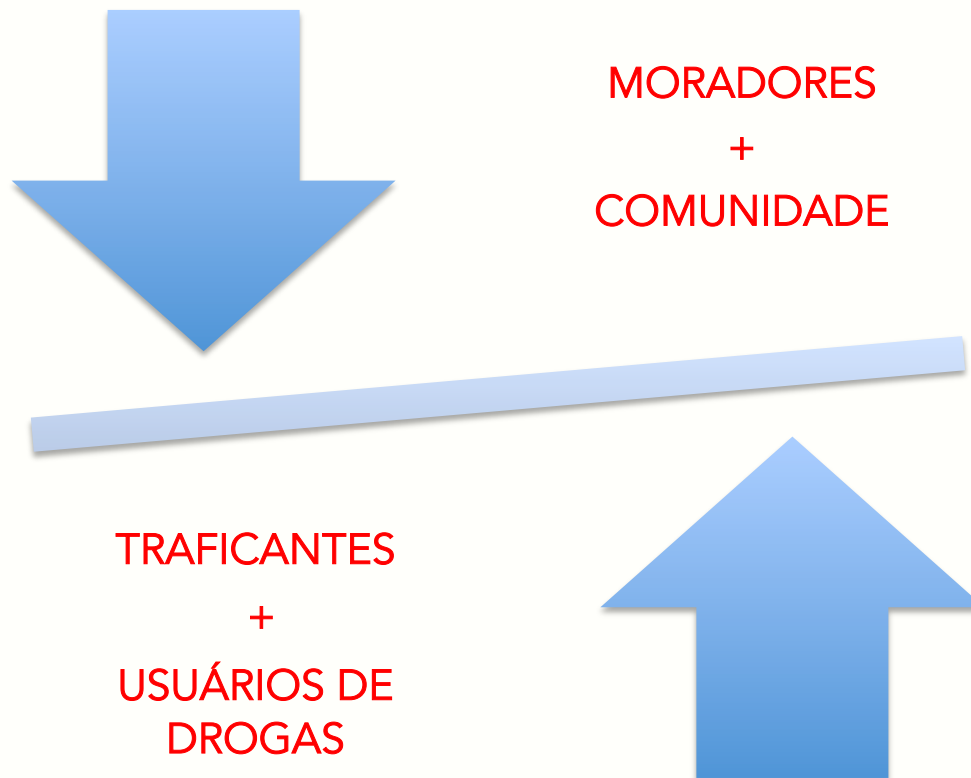 MORADORES
+
COMUNIDADE
TRAFICANTES
+
USUÁRIOS DE
DROGAS